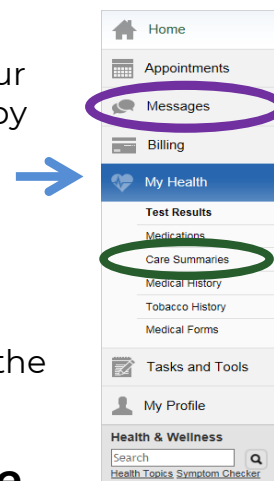 Home
ur
Appointments
by
Messages
Billing
My Health
Test Results
Medications
Care Summaries
Medical History
Tobacco History
Medical Forms
the
Tasks and Tools
My Profile
Health & Wellness
Search
Health Topics Symptom Checker